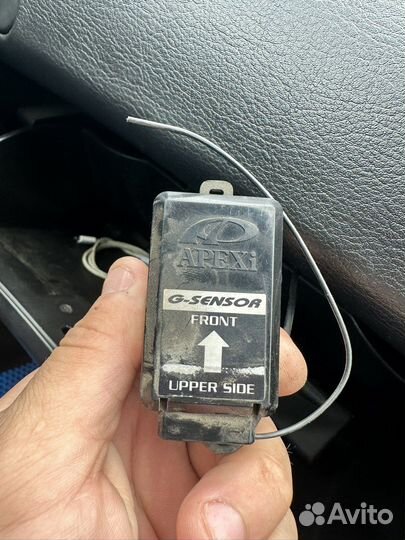 APEXi
G-SENSOR
FRONT
UPPER SIDE
Avito